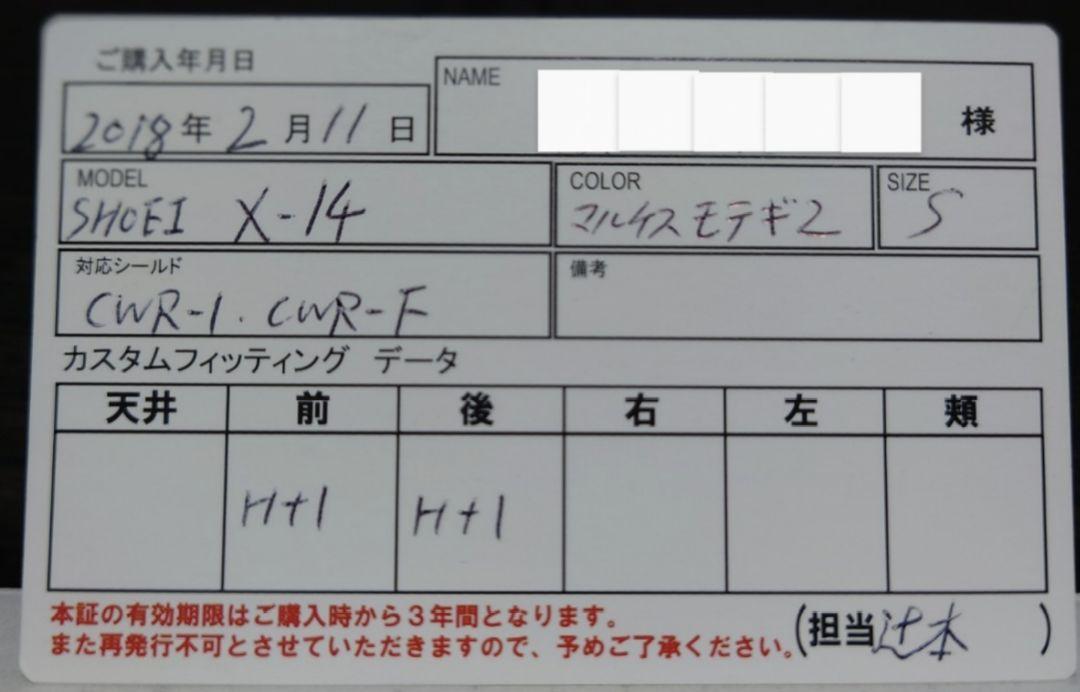 ご購入年月日
2018年2月11日
NAME
様
MODEL
SHOEI X-14
COLOR
マルケスモテギ2
SIZE
S
対応シールド
CWR-1. CWR-F
備考
カスタムフィッティング データ
天井 前 後 右 左 頬
H+1 H+1
本証の有効期限はご購入時から3年間となります。
また再発行不可とさせていただきますので、予めご了承ください。
(担当 辻本 )